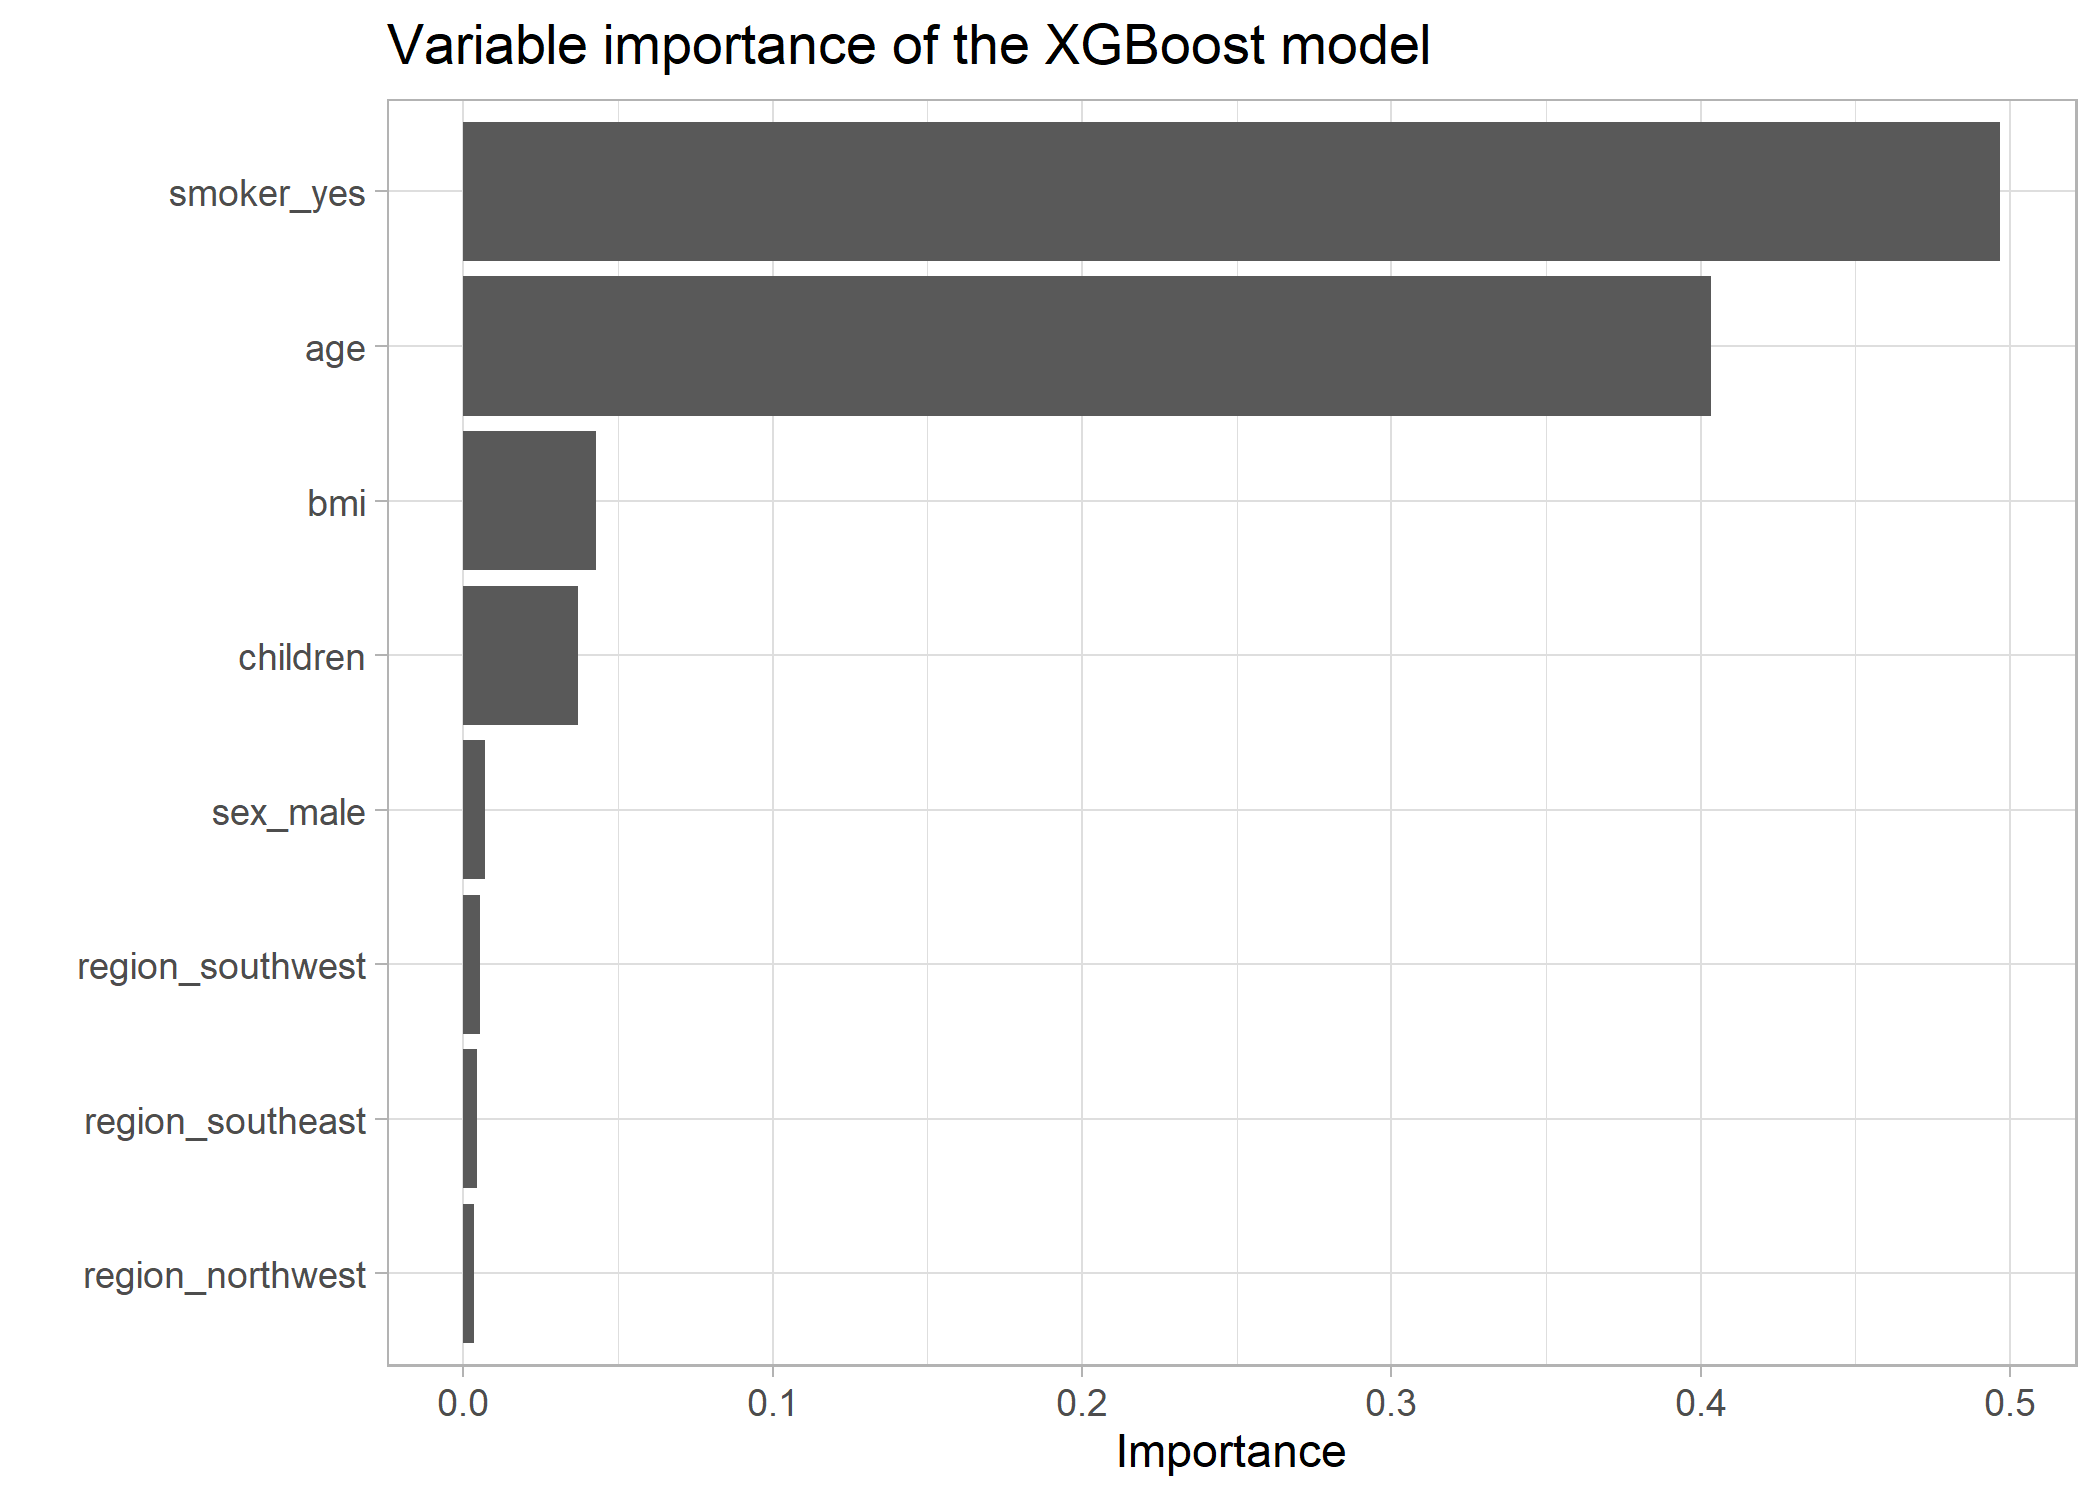 Variable importance of the XGBoost model
smoker_yes
age
bmi
children
sex_male
region_southwest
region_southeast
region_northwest
0.0 0.1 0.2 0.3 0.4 0.5
Importance